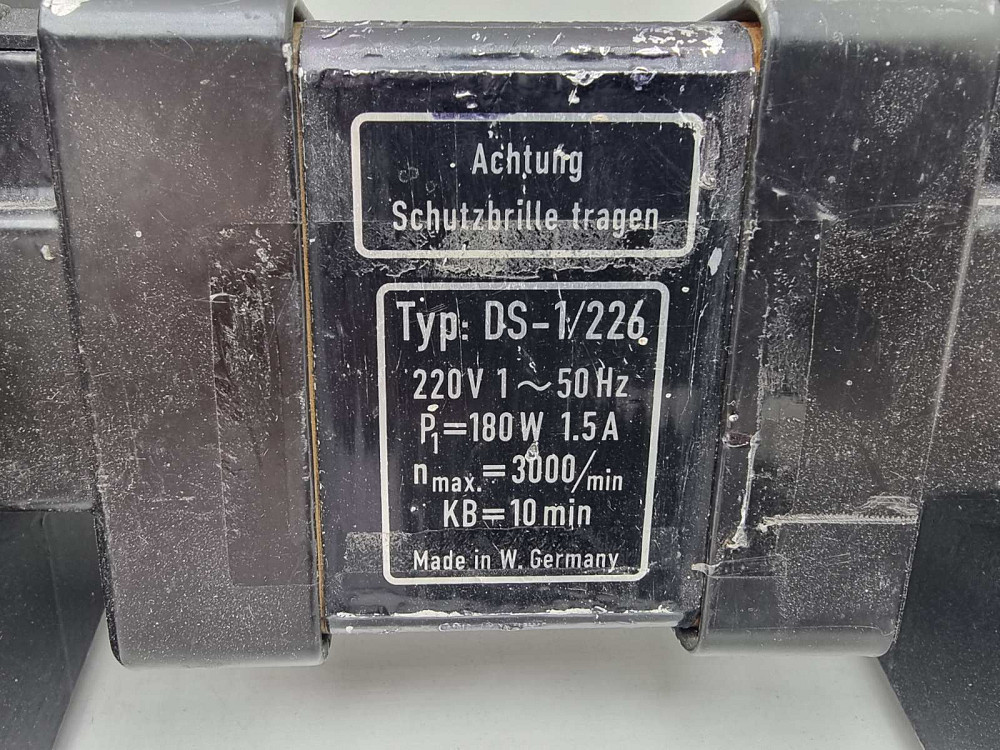 Achtung
Schutzbrille tragen
Typ: DS-1/226
220V 1~50Hz
P₁=180W 1.5A
n max.=3000/min
KB=10min
Made in W. Germany